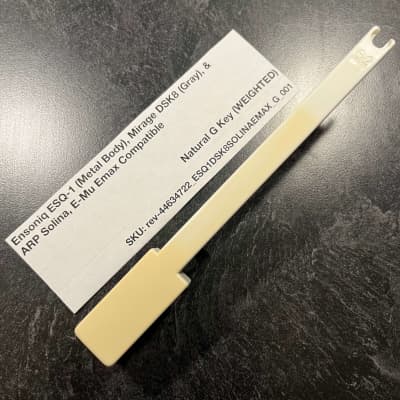 Ensoniq ESQ-1 (Metal Body), Mirage DSK8 (Gray), &
ARP Solina, E-Mu Emax Compatible
Natural G Key (WEIGHTED)
SKU: rev-44634722_ESQ1DSK8SOLINAEMAX_G_001